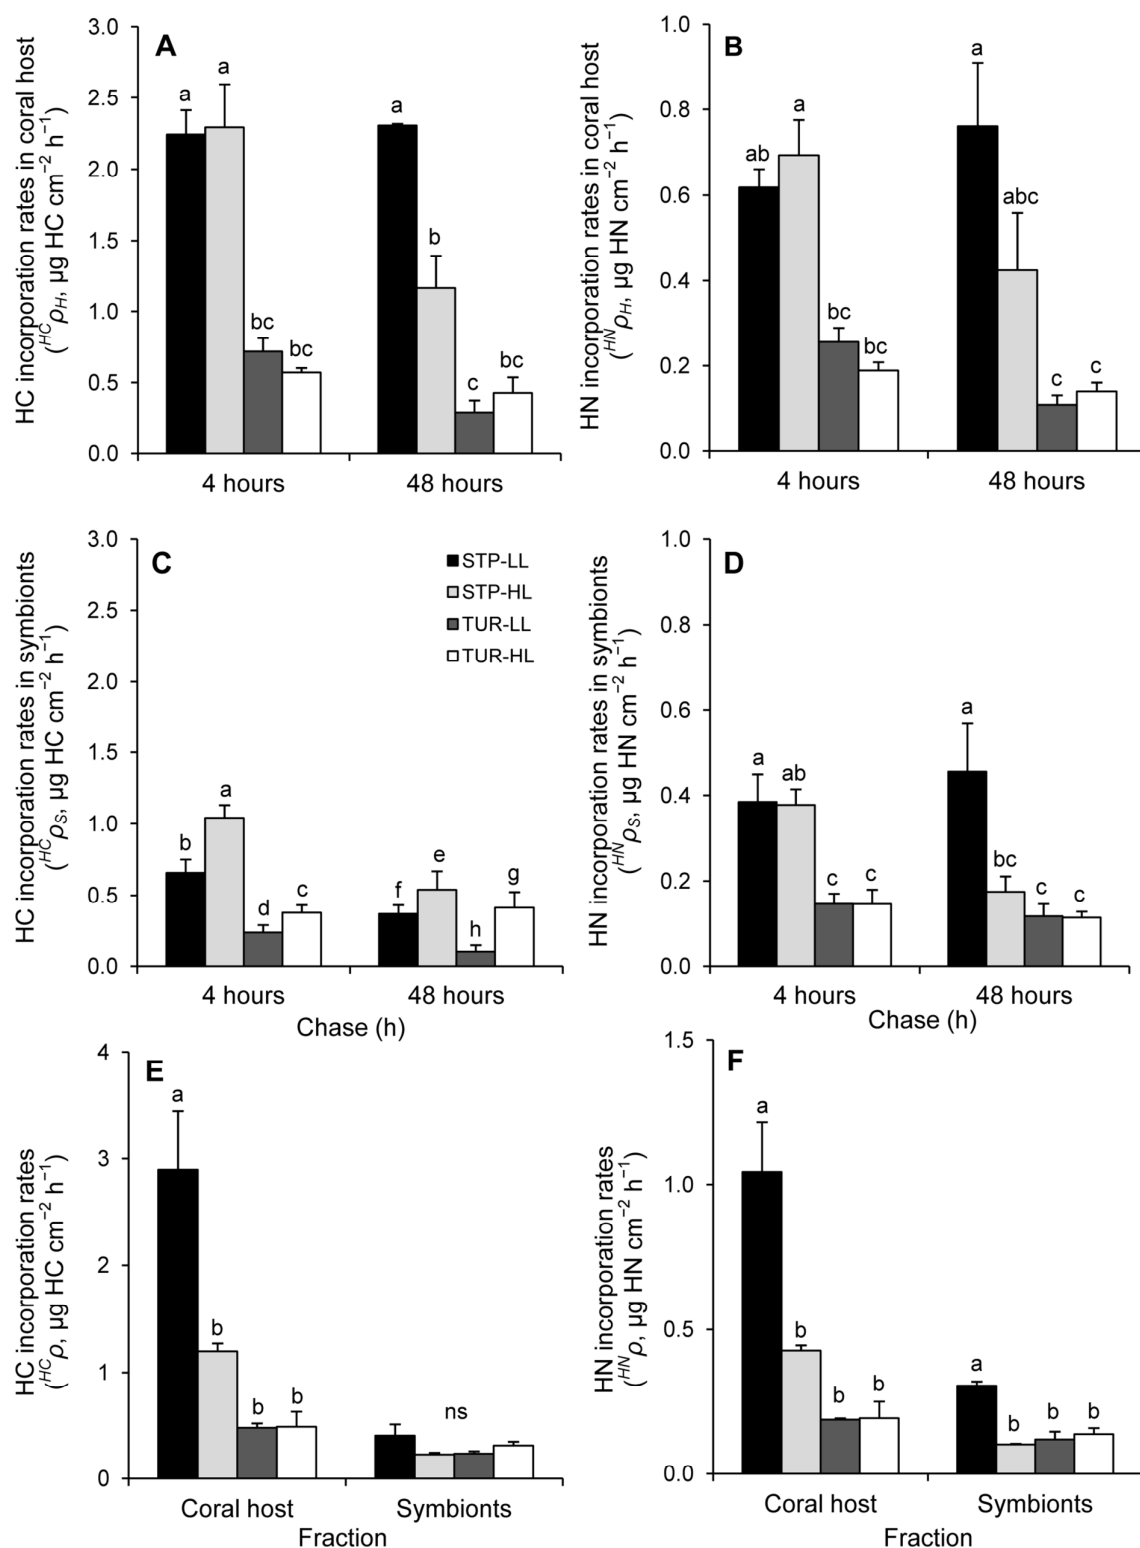 A
HC incorporation rates in coral host
(HCρH, µg HC cm−2 h−1)
3.0
2.5
2.0
1.5
1.0
0.5
0.0
a
a
bc
bc
a
b
c
bc
4 hours
48 hours
B
HN incorporation rates in coral host
(HNρH, µg HN cm−2 h−1)
1.0
0.8
0.6
0.4
0.2
0.0
ab
a
bc
bc
a
abc
c
c
4 hours
48 hours
C
HC incorporation rates in symbionts
(HCρS, µg HC cm−2 h−1)
3.0
2.5
2.0
1.5
1.0
0.5
0.0
STP-LL
STP-HL
TUR-LL
TUR-HL
b
a
d
c
f
e
h
g
4 hours
48 hours
Chase (h)
D
HN incorporation rates in symbionts
(HNρS, µg HN cm−2 h−1)
1.0
0.8
0.6
0.4
0.2
0.0
a
ab
c
c
a
bc
c
c
4 hours
48 hours
Chase (h)
E
HC incorporation rates
(HCρ, µg HC cm−2 h−1)
4
3
2
1
0
a
b
b
b
ns
Coral host
Symbionts
Fraction
F
HN incorporation rates
(HNρ, µg HN cm−2 h−1)
1.5
1.0
0.5
0.0
a
b
b
b
a
b
b
b
Coral host
Symbionts
Fraction